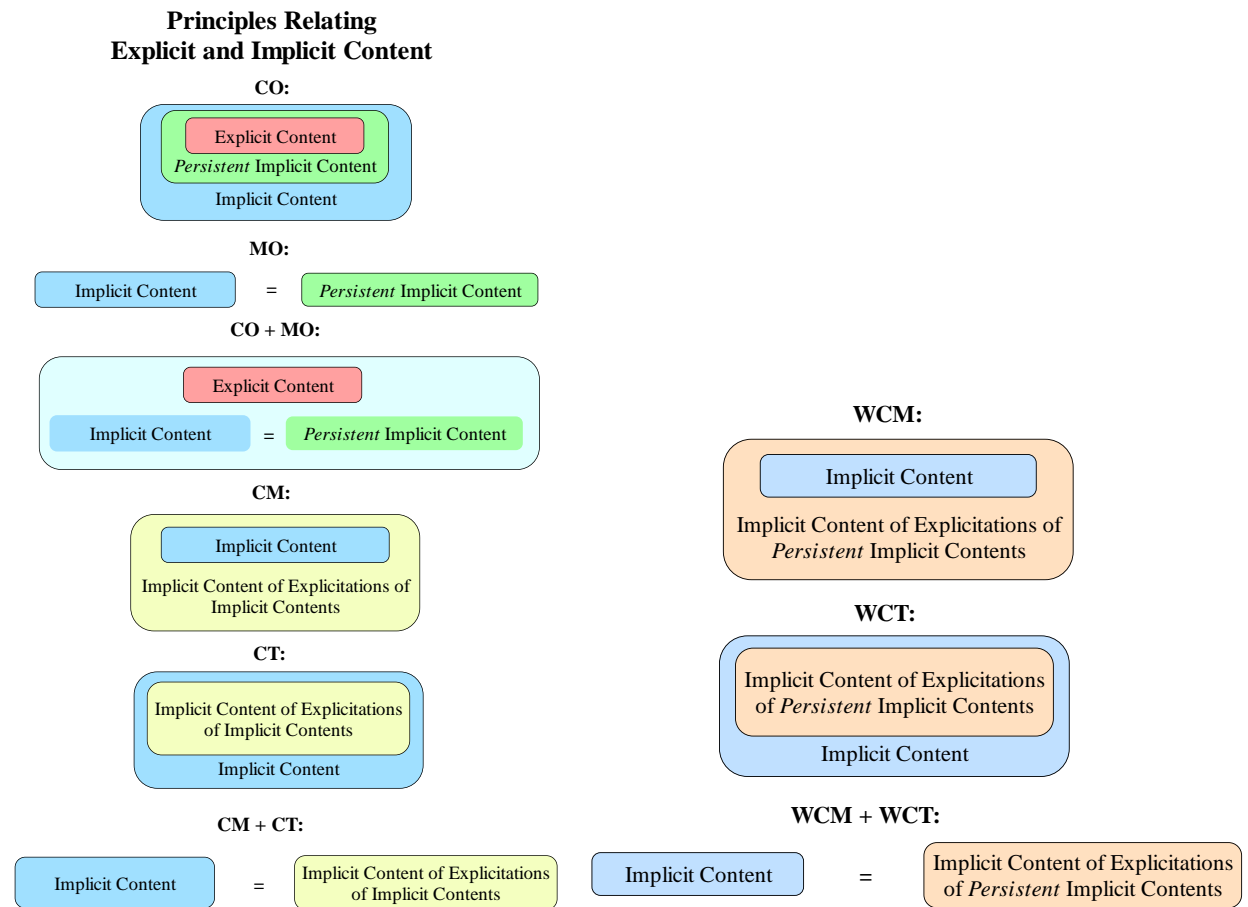 Principles Relating
Explicit and Implicit Content
CO:
Explicit Content
Persistent Implicit Content
Implicit Content
MO:
Implicit Content
=
Persistent Implicit Content
CO + MO:
Explicit Content
Implicit Content
=
Persistent Implicit Content
CM:
Implicit Content
Implicit Content of Explicitations of
Implicit Contents
CT:
Implicit Content of Explicitations
of Implicit Contents
Implicit Content
CM + CT:
Implicit Content
=
Implicit Content of Explicitations
of Implicit Contents
WCM:
Implicit Content
Implicit Content of Explicitations of
Persistent Implicit Contents
WCT:
Implicit Content of Explicitations
of Persistent Implicit Contents
Implicit Content
WCM + WCT:
Implicit Content
=
Implicit Content of Explicitations
of Persistent Implicit Contents